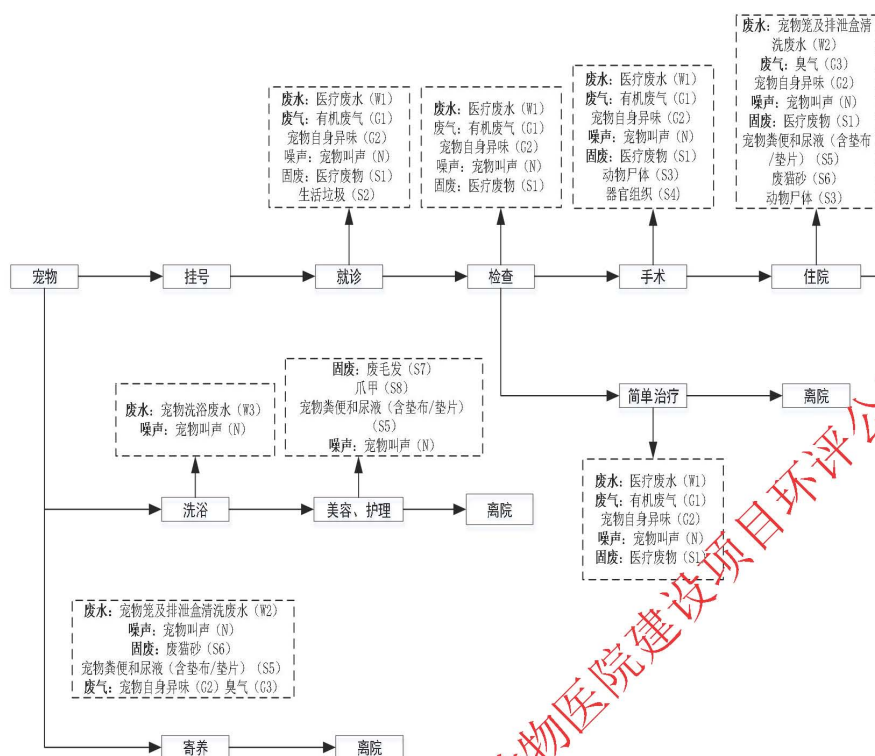 废水：宠物笼及排泄盒清
洗废水（W2）
废气：臭气（G3）
宠物自身异味（G2）
噪声：宠物叫声（N）
固废：医疗废物（S1）
宠物粪便和尿液（含垫布
/垫片）（S5）
废猫砂（S6）
动物尸体（S3）
废水：医疗废水（W1）
废气：有机废气（G1）
宠物自身异味（G2）
噪声：宠物叫声（N）
固废：医疗废物（S1）
生活垃圾（S2）
废水：医疗废水（W1）
废气：有机废气（G1）
宠物自身异味（G2）
噪声：宠物叫声（N）
固废：医疗废物（S1）
废水：医疗废水（W1）
废气：有机废气（G1）
宠物自身异味（G2）
噪声：宠物叫声（N）
固废：医疗废物（S1）
动物尸体（S3）
器官组织（S4）
宠物
挂号
就诊
检查
手术
住院
废水：宠物洗浴废水（W3）
噪声：宠物叫声（N）
固废：废毛发（S7）
爪甲（S8）
宠物粪便和尿液（含垫布/垫片）
（S5）
噪声：宠物叫声（N）
简单治疗
离院
洗浴
美容、护理
离院
废水：医疗废水（W1）
废气：有机废气（G1）
宠物自身异味（G2）
噪声：宠物叫声（N）
固废：医疗废物（S1）
废水：宠物笼及排泄盒清洗废水（W2）
噪声：宠物叫声（N）
固废：废猫砂（S6）
宠物粪便和尿液（含垫布/垫片）（S5）
废气：宠物自身异味（G2）臭气（G3）
寄养
离院
物医院建设项目环评公